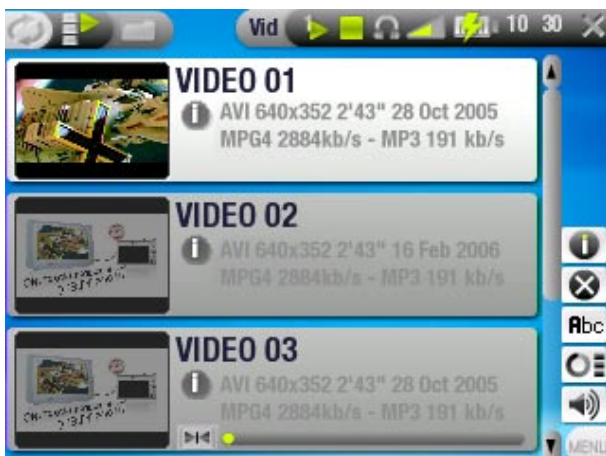 Vid 10 30
VIDEO 01
AVI 640x352 2'43" 28 Oct 2005
MPG4 2884kb/s - MP3 191 kb/s
VIDEO 02
AVI 640x352 2'43" 16 Feb 2006
MPG4 2884kb/s - MP3 191 kb/s
VIDEO 03
AVI 640x352 2'43" 28 Oct 2005
MPG4 2884kb/s - MP3 191 kb/s
Abc
MENU